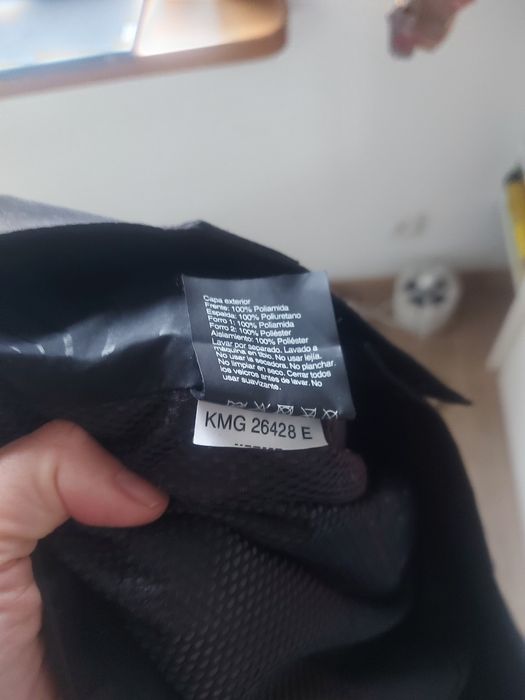 Capa exterior
Frente: 100% Poliamida
Espalda: 100% Poliuretano
Forro 1: 100% Poliamida
Forro 2: 100% Poliéster
Aislamiento: 100% Poliéster
Lavar por separado. Lavado a
máquina en tibio. No usar lejía.
No usar la secadora. No planchar.
No limpiar en seco. Cerrar todos
los velcros antes de lavar. No
usar suavizante.
KMG 26428 E